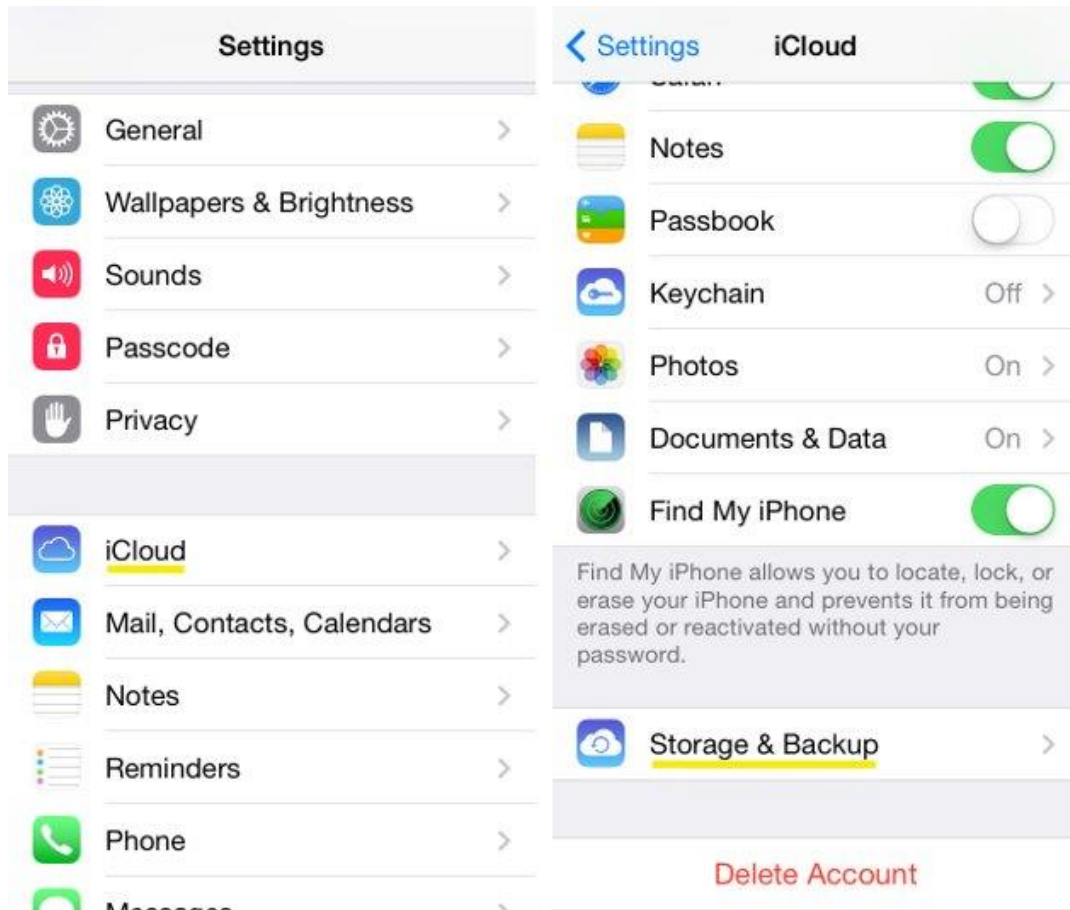 Settings
General
Wallpapers & Brightness
Sounds
Passcode
Privacy
iCloud
Mail, Contacts, Calendars
Notes
Reminders
Phone
Settings
iCloud
Notes
Passbook
Keychain Off
Photos On
Documents & Data On
Find My iPhone
Find My iPhone allows you to locate, lock, or
erase your iPhone and prevents it from being
erased or reactivated without your
password.
Storage & Backup
Delete Account